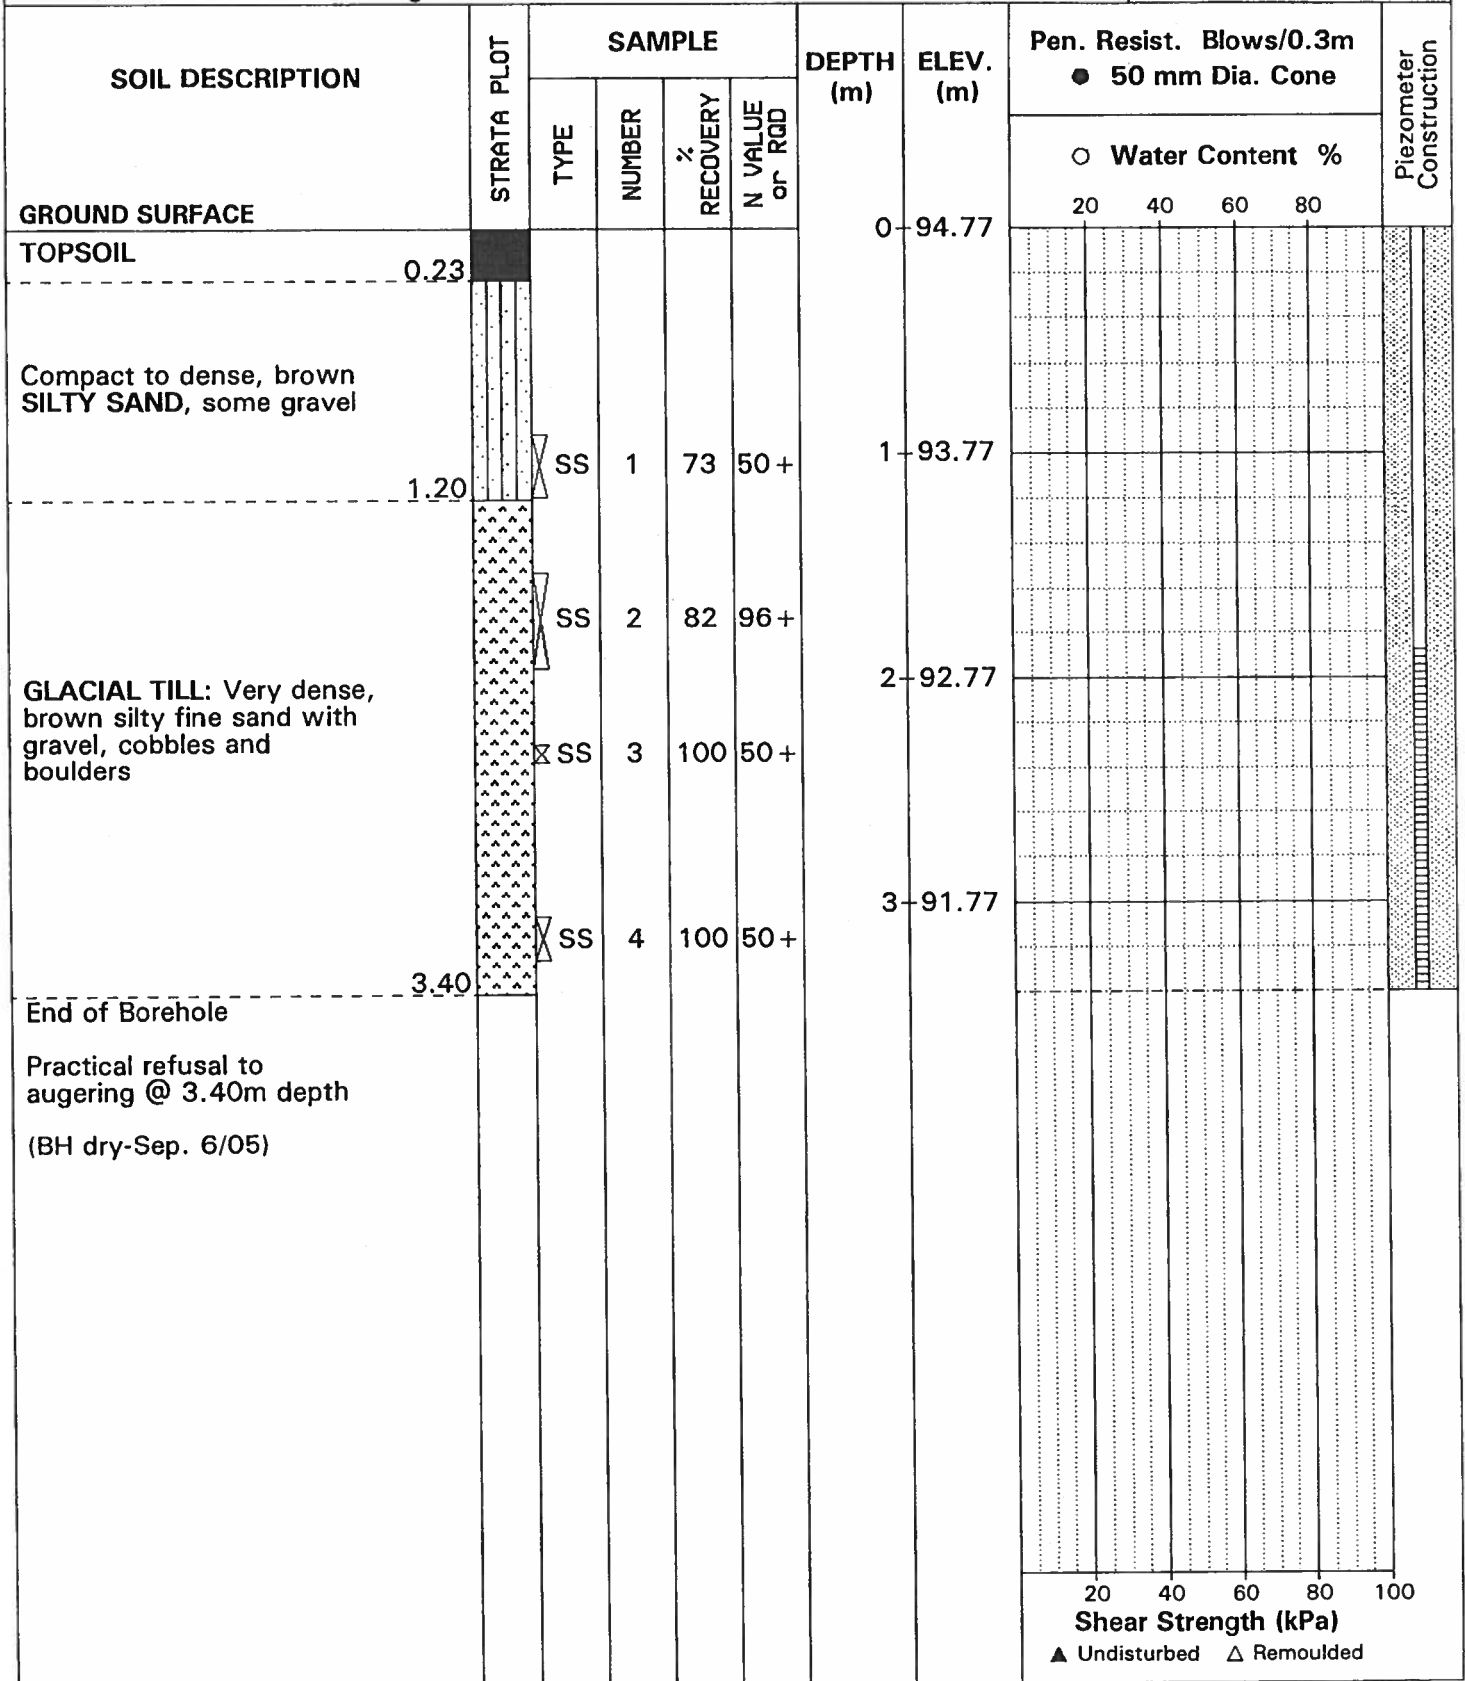 SOIL DESCRIPTION
STRATA PLOT
SAMPLE
TYPE
NUMBER
% RECOVERY
N VALUE or RQD
DEPTH (m)
ELEV. (m)
Pen. Resist. Blows/0.3m
● 50 mm Dia. Cone
○ Water Content %
20 40 60 80
Piezometer Construction
GROUND SURFACE
0 94.77
TOPSOIL
0.23
Compact to dense, brown
SILTY SAND, some gravel
SS 1 73 50+
1 93.77
1.20
SS 2 82 96+
2 92.77
GLACIAL TILL: Very dense,
brown silty fine sand with
gravel, cobbles and
boulders
SS 3 100 50+
3 91.77
SS 4 100 50+
3.40
End of Borehole
Practical refusal to
augering @ 3.40m depth
(BH dry-Sep. 6/05)
20 40 60 80 100
Shear Strength (kPa)
▲ Undisturbed △ Remoulded